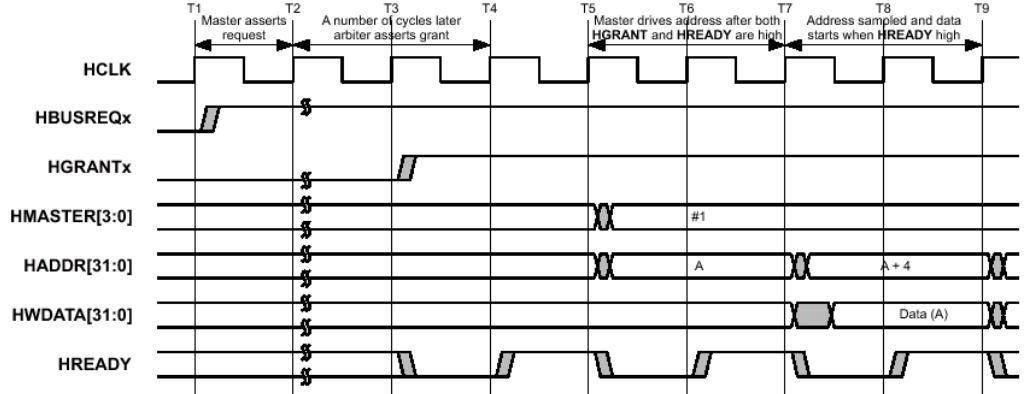 T1 T2 T3 T4 T5 T6 T7 T8 T9
Master asserts
request
A number of cycles later
arbiter asserts grant
Master drives address after both
HGRANT and HREADY are high
Address sampled and data
starts when HREADY high
HCLK
HBUSREQx
HGRANTx
HMASTER[3:0]
#1
HADDR[31:0]
A
A + 4
HWDATA[31:0]
Data (A)
HREADY